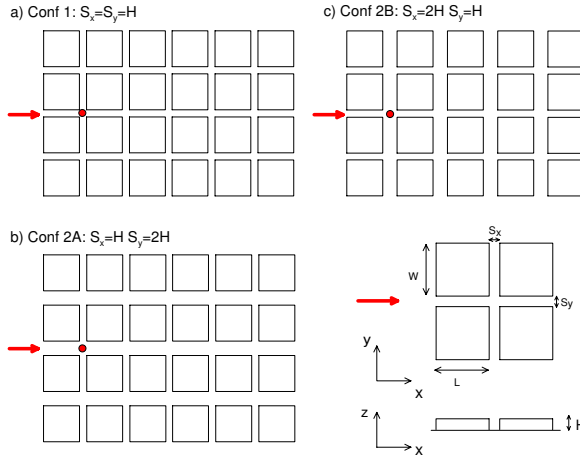 a) Conf 1: Sx=Sy=H
c) Conf 2B: Sx=2H Sy=H
b) Conf 2A: Sx=H Sy=2H
Sx
W
Sy
y
L
x
z
H
x